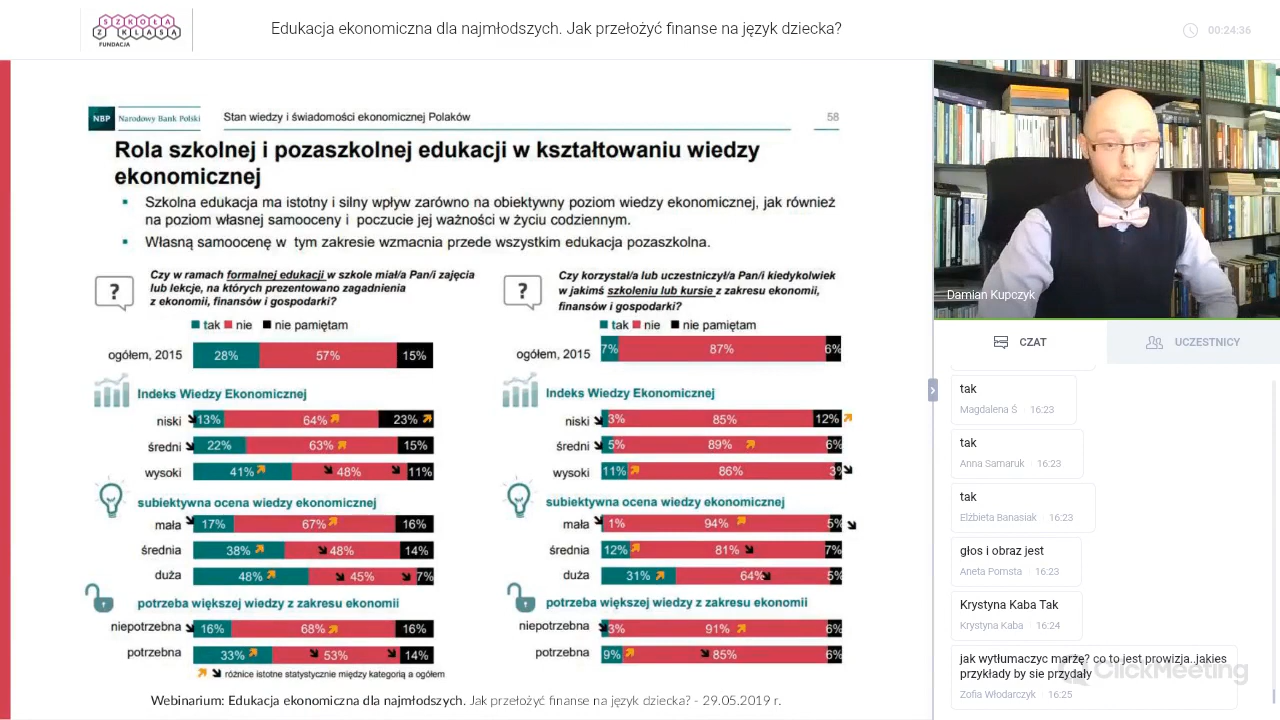 SZKOŁA
Z KLASĄ
FUNDACJA
Edukacja ekonomiczna dla najmłodszych. Jak przełożyć finanse na język dziecka?
00:24:36
NBP Narodowy Bank Polski
Stan wiedzy i świadomości ekonomicznej Polaków
58
Rola szkolnej i pozaszkolnej edukacji w kształtowaniu wiedzy
ekonomicznej
Szkolna edukacja ma istotny i silny wpływ zarówno na obiektywny poziom wiedzy ekonomicznej, jak również
na poziom własnej samooceny i poczucie jej ważności w życiu codziennym.
Własną samoocenę w tym zakresie wzmacnia przede wszystkim edukacja pozaszkolna.
?
Czy w ramach formalnej edukacji w szkole miał/a Pan/i zajęcia
lub lekcje, na których prezentowano zagadnienia
z ekonomii, finansów i gospodarki?
tak nie nie pamiętam
ogółem, 2015 28% 57% 15%
Indeks Wiedzy Ekonomicznej
niski 13% 64% 23%
średni 22% 63% 15%
wysoki 41% 48% 11%
subiektywna ocena wiedzy ekonomicznej
mała 17% 67% 16%
średnia 38% 48% 14%
duża 48% 45% 7%
potrzeba większej wiedzy z zakresu ekonomii
niepotrzebna 16% 68% 16%
potrzebna 33% 53% 14%
różnice istotne statystycznie między kategorią a ogółem
?
Czy korzystał/a lub uczestniczył/a Pan/i kiedykolwiek
w jakimś szkoleniu lub kursie z zakresu ekonomii,
finansów i gospodarki?
tak nie nie pamiętam
ogółem, 2015 7% 87% 6%
Indeks Wiedzy Ekonomicznej
niski 3% 85% 12%
średni 5% 89% 6%
wysoki 11% 86% 3%
subiektywna ocena wiedzy ekonomicznej
mała 1% 94% 5%
średnia 12% 81% 7%
duża 31% 64% 5%
potrzeba większej wiedzy z zakresu ekonomii
niepotrzebna 3% 91% 6%
potrzebna 9% 85% 6%
Webinarium: Edukacja ekonomiczna dla najmłodszych. Jak przełożyć finanse na język dziecka? - 29.05.2019 r.
Damian Kupczyk
CZAT
UCZESTNICY
tak
Magdalena Ś 16:23
tak
Anna Samaruk 16:23
tak
Elżbieta Banasiak 16:23
głos i obraz jest
Aneta Pomsta 16:23
Krystyna Kaba Tak
Krystyna Kaba 16:24
jak wytłumaczyc marżę? co to jest prowizja..jakies
przykłady by sie przydały
Zofia Włodarczyk 16:25
ClickMeeting